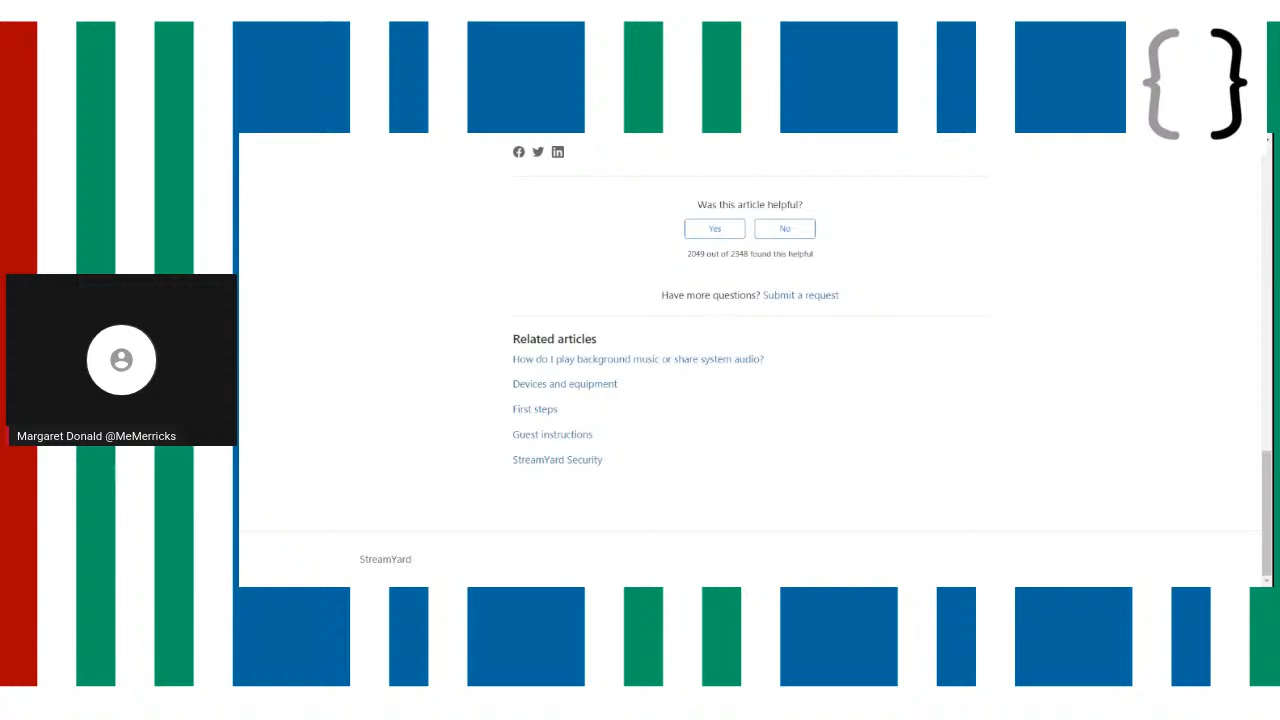 Was this article helpful?
Yes
No
2049 out of 2348 found this helpful
Have more questions? Submit a request
Related articles
How do I play background music or share system audio?
Devices and equipment
First steps
Guest instructions
StreamYard Security
StreamYard
Margaret Donald @MeMerricks